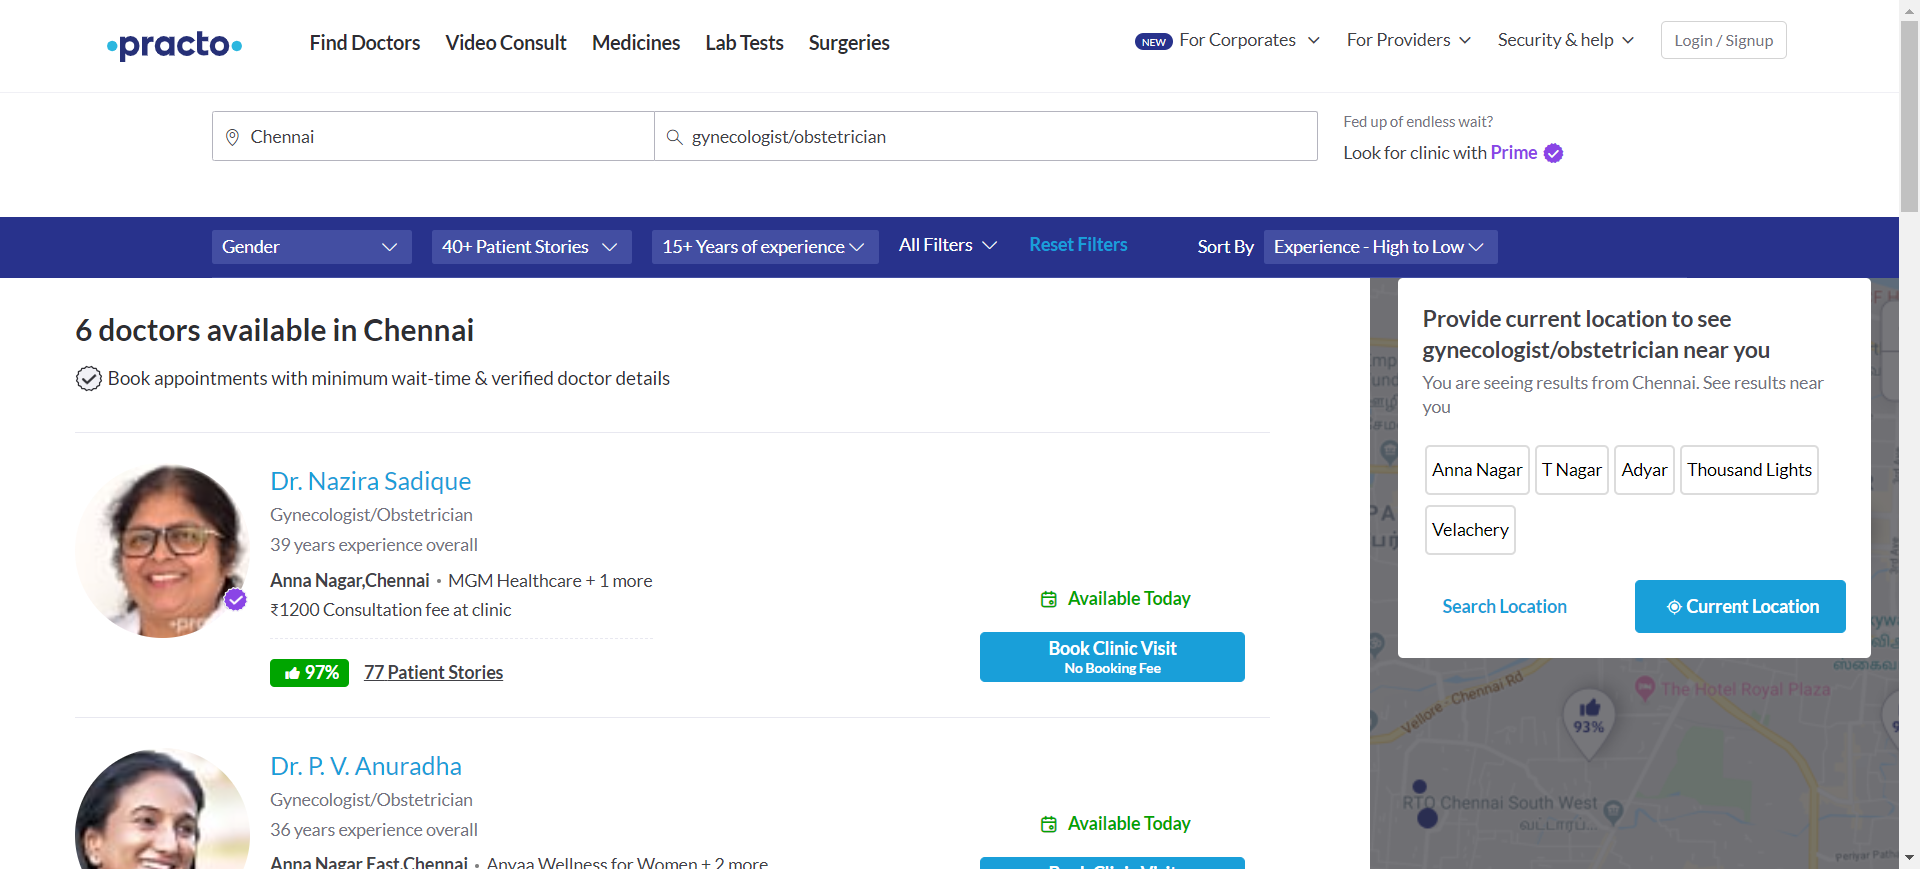 practo
Find Doctors
Video Consult
Medicines
Lab Tests
Surgeries
NEW For Corporates
For Providers
Security & help
Login / Signup
Chennai
gynecologist/obstetrician
Fed up of endless wait?
Look for clinic with Prime
Gender
40+ Patient Stories
15+ Years of experience
All Filters
Reset Filters
Sort By
Experience - High to Low
6 doctors available in Chennai
Book appointments with minimum wait-time & verified doctor details
Dr. Nazira Sadique
Gynecologist/Obstetrician
39 years experience overall
Anna Nagar,Chennai • MGM Healthcare + 1 more
₹1200 Consultation fee at clinic
97%
77 Patient Stories
Available Today
Book Clinic Visit
No Booking Fee
Dr. P. V. Anuradha
Gynecologist/Obstetrician
36 years experience overall
Anna Nagar East,Chennai • Anyaa Wellness for Women + 2 more
Available Today
Book Clinic Visit
Provide current location to see
gynecologist/obstetrician near you
You are seeing results from Chennai. See results near
you
Anna Nagar
T Nagar
Adyar
Thousand Lights
Velachery
Search Location
Current Location
Vellore - Chennai Rd
The Hotel Royal Plaza
93%
RTO Chennai South West
வட்டாரப்...
Periyar Patha